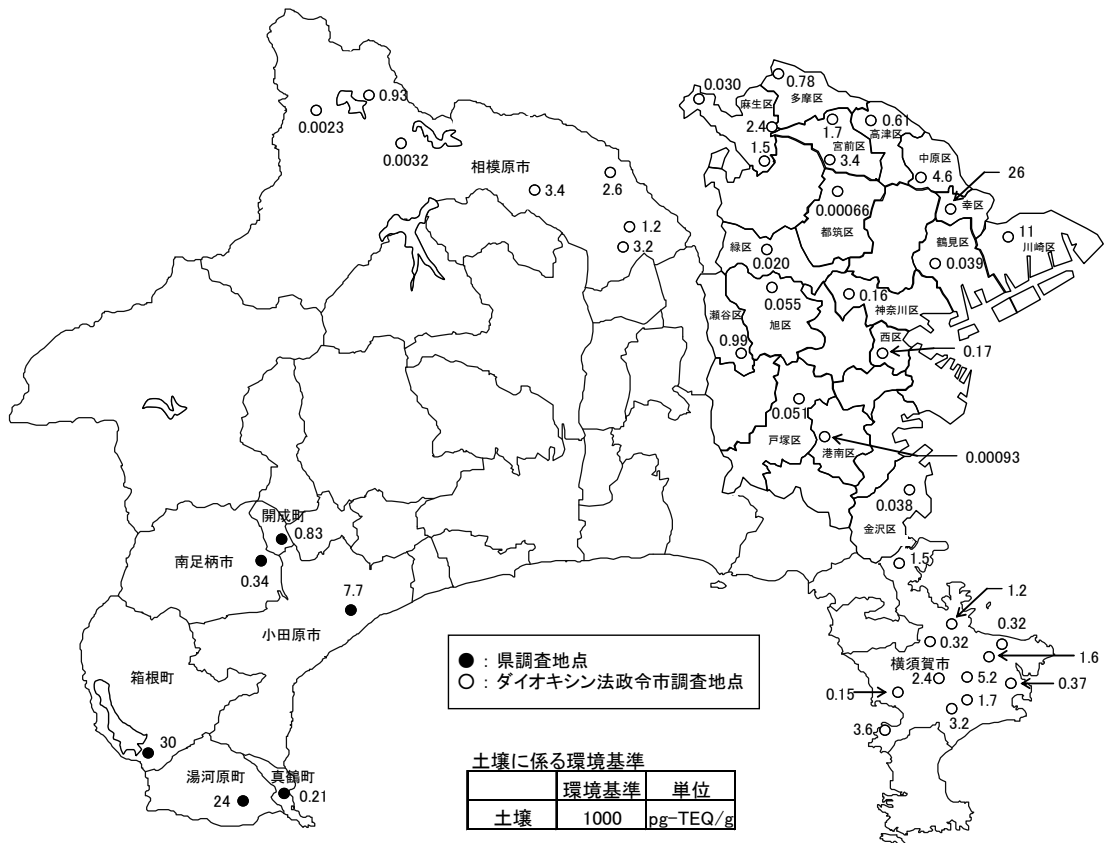 0.030
0.78
麻生区
多摩区
0.93
0.0023
0.0032
2.4
1.7
0.61
高津区
宮前区
1.5
3.4
中原区
相模原市
3.4
2.6
4.6
26
0.00066
幸区
1.2
都筑区
緑区
3.2
0.020
鶴見区
11
川崎区
0.039
0.16
神奈川区
瀬谷区
0.055
旭区
西区
0.99
0.17
0.051
戸塚区
港南区
0.00093
0.038
金沢区
開成町
0.83
南足柄市
0.34
1.5
7.7
小田原市
1.2
0.32
0.32
● : 県調査地点
○ : ダイオキシン法政令市調査地点
箱根町
横須賀市
1.6
2.4
5.2
0.37
0.15
1.7
3.2
3.6
30
湯河原町
真鶴町
24
0.21
土壌に係る環境基準
環境基準 単位
土壌 1000 pg-TEQ/g